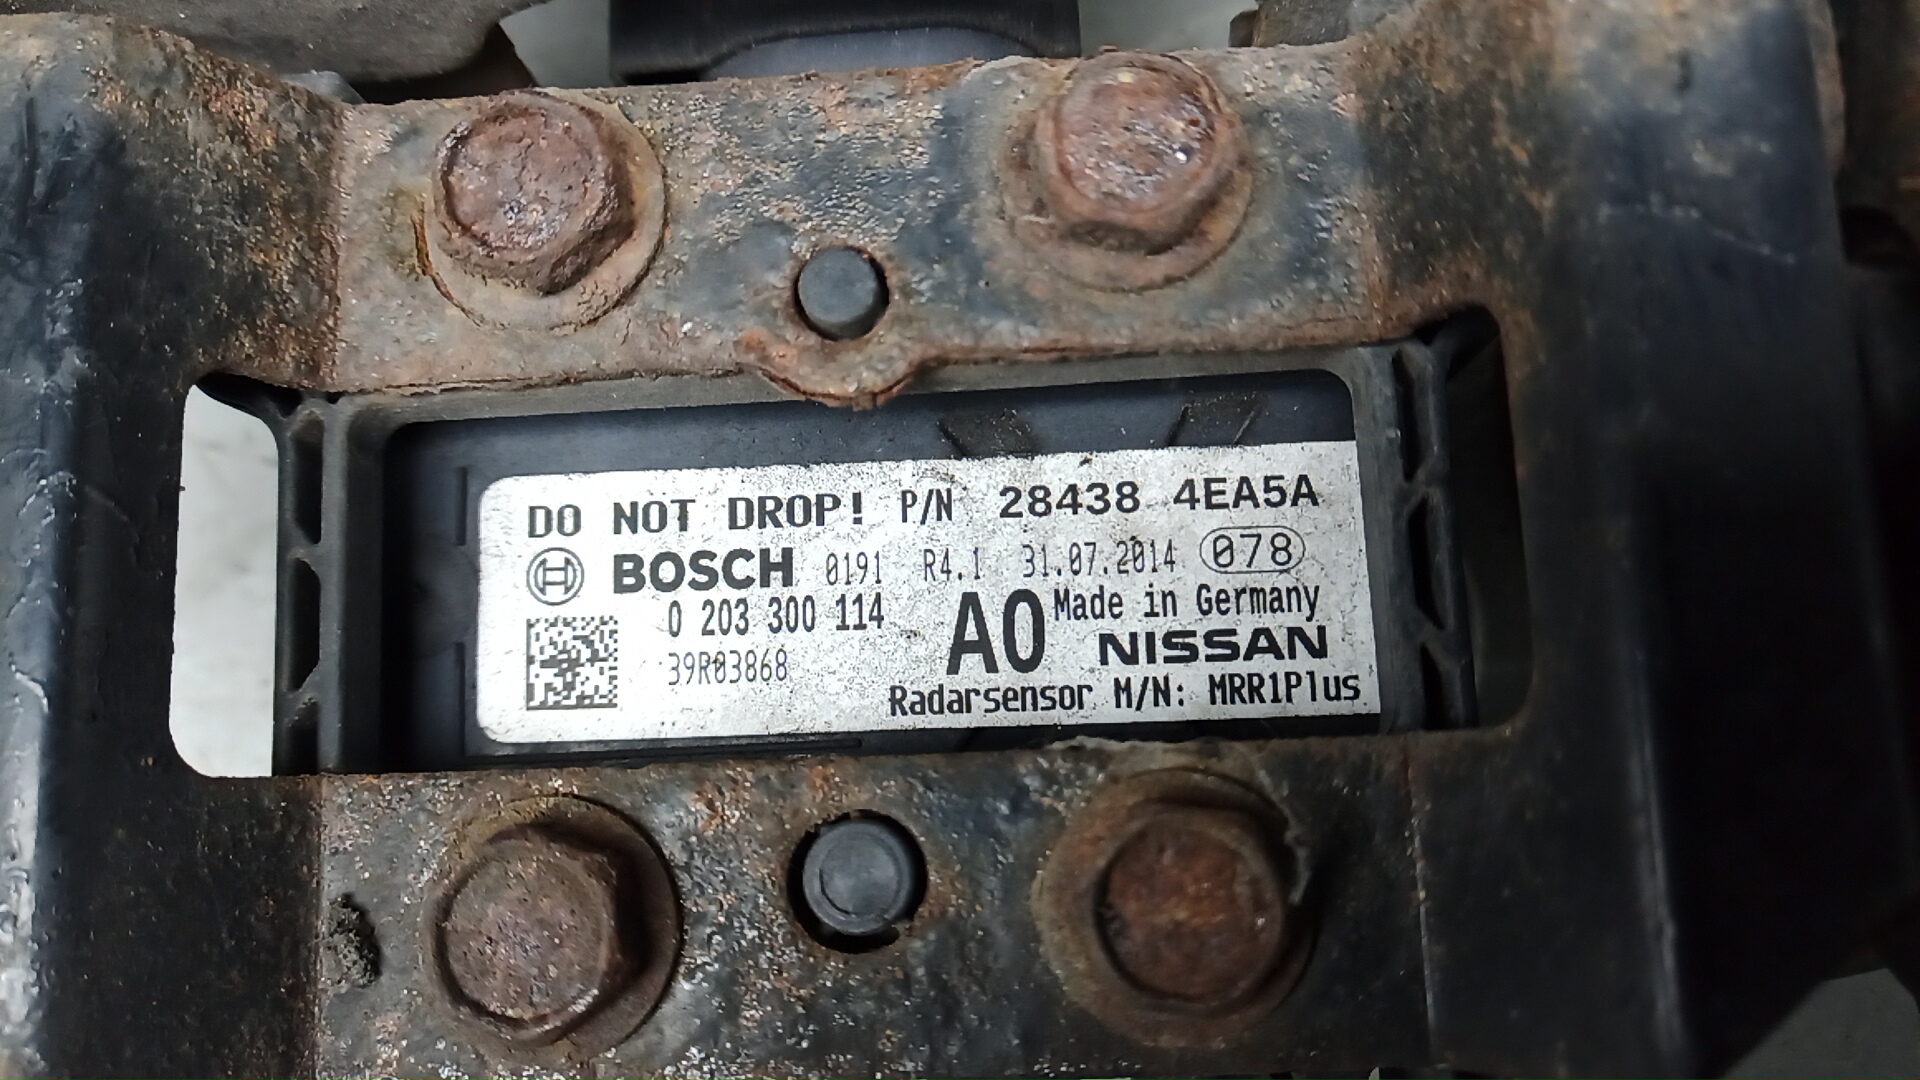 DO NOT DROP! P/N 28438 4EA5A
BOSCH 0191 R4.1 31.07.2014 078
0 203 300 114 A0 Made in Germany
39R03868 NISSAN
Radarsensor M/N: MRR1Plus